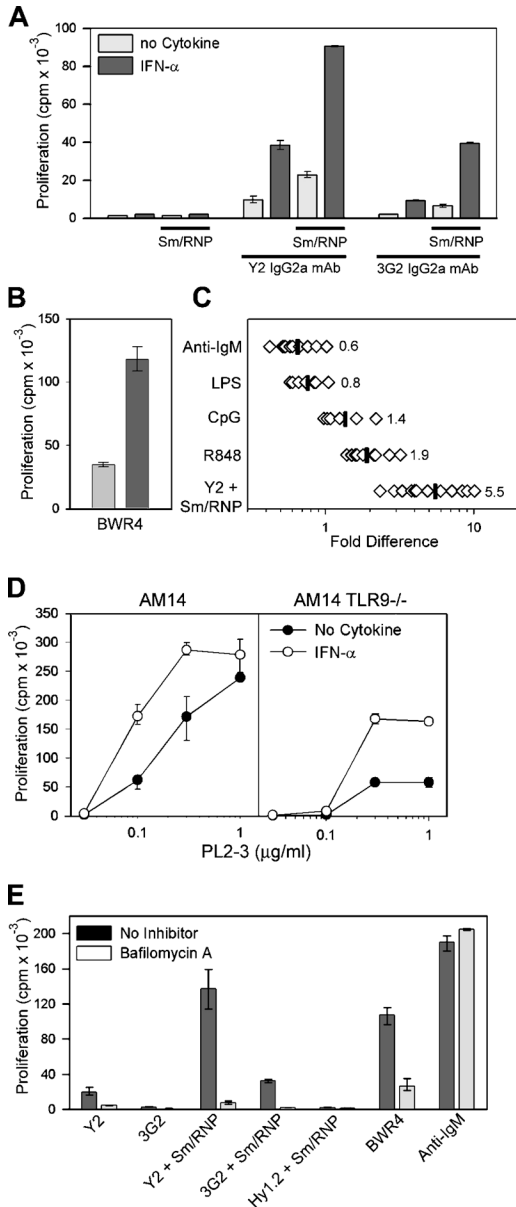 A
Proliferation (cpm x 10⁻³)
100
80
60
40
20
0
no Cytokine
IFN-α
Sm/RNP
Sm/RNP
Sm/RNP
Y2 IgG2a mAb
3G2 IgG2a mAb
B
Proliferation (cpm x 10⁻³)
150
100
50
0
BWR4
C
Anti-IgM
0.6
LPS
0.8
CpG
1.4
R848
1.9
Y2 +
Sm/RNP
5.5
1
10
Fold Difference
D
AM14
AM14 TLR9-/-
Proliferation (cpm x 10⁻³)
350
300
250
200
150
100
50
0
No Cytokine
IFN-α
0.1
1
0.1
1
PL2-3 (μg/ml)
E
Proliferation (cpm x 10⁻³)
200
160
120
80
40
0
No Inhibitor
Bafilomycin A
Y2
3G2
Y2 + Sm/RNP
3G2 + Sm/RNP
Hy1.2 + Sm/RNP
BWR4
Anti-IgM